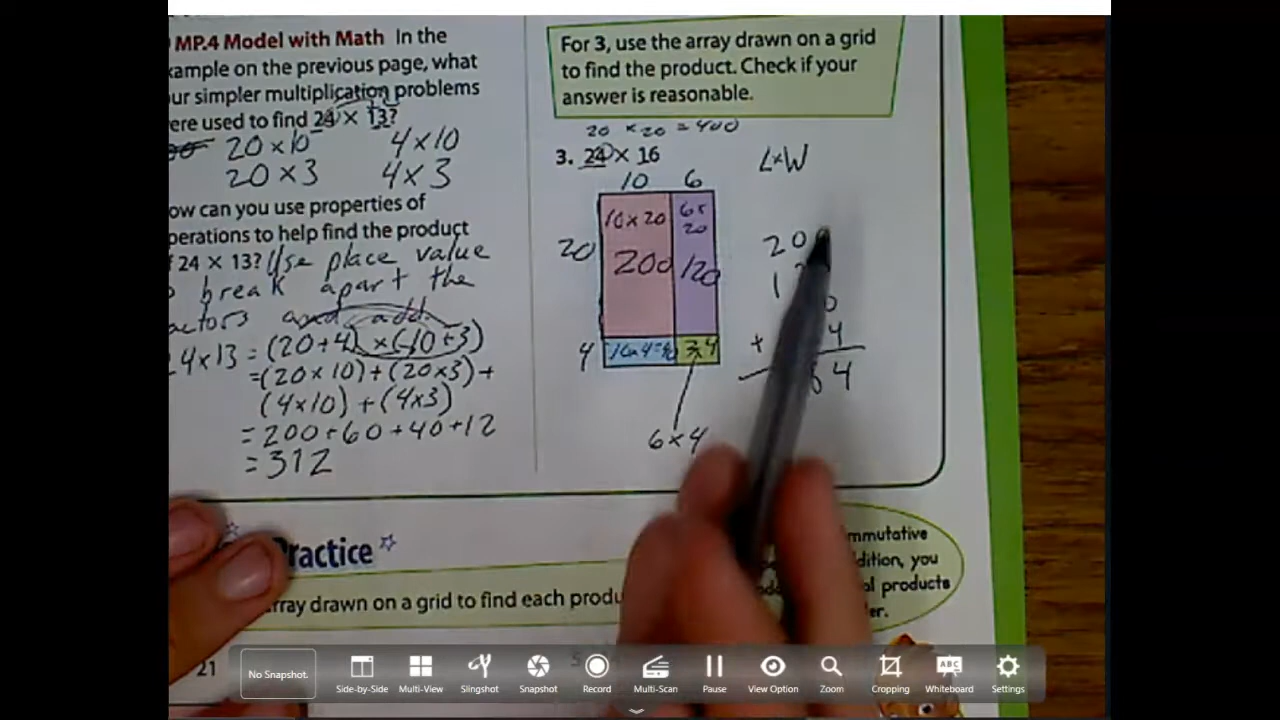 MP.4 Model with Math In the
xample on the previous page, what
ur simpler multiplication problems
ere used to find 24 × 13?
20×10 4×10
20×3 4×3
ow can you use properties of
perations to help find the product
24 × 13? Use place value
break apart the
actors and add.
4×13 = (20+4) × (10+3)
=(20×10)+(20×3)+
(4×10)+(4×3)
=200+60+40+12
=312
For 3, use the array drawn on a grid
to find the product. Check if your
answer is reasonable.
20 × 20 = 400
3. 24 × 16
L×W
10 6
10×20
20
200 120
4
6×4
20
1
+ 4
64
Practice
rray drawn on a grid to find each produ
mmutative
dition, you
l products
er.
21
No Snapshot.
Side-by-Side
Multi-View
Slingshot
Snapshot
Record
Multi-Scan
Pause
View Option
Zoom
Cropping
ABC
Whiteboard
Settings